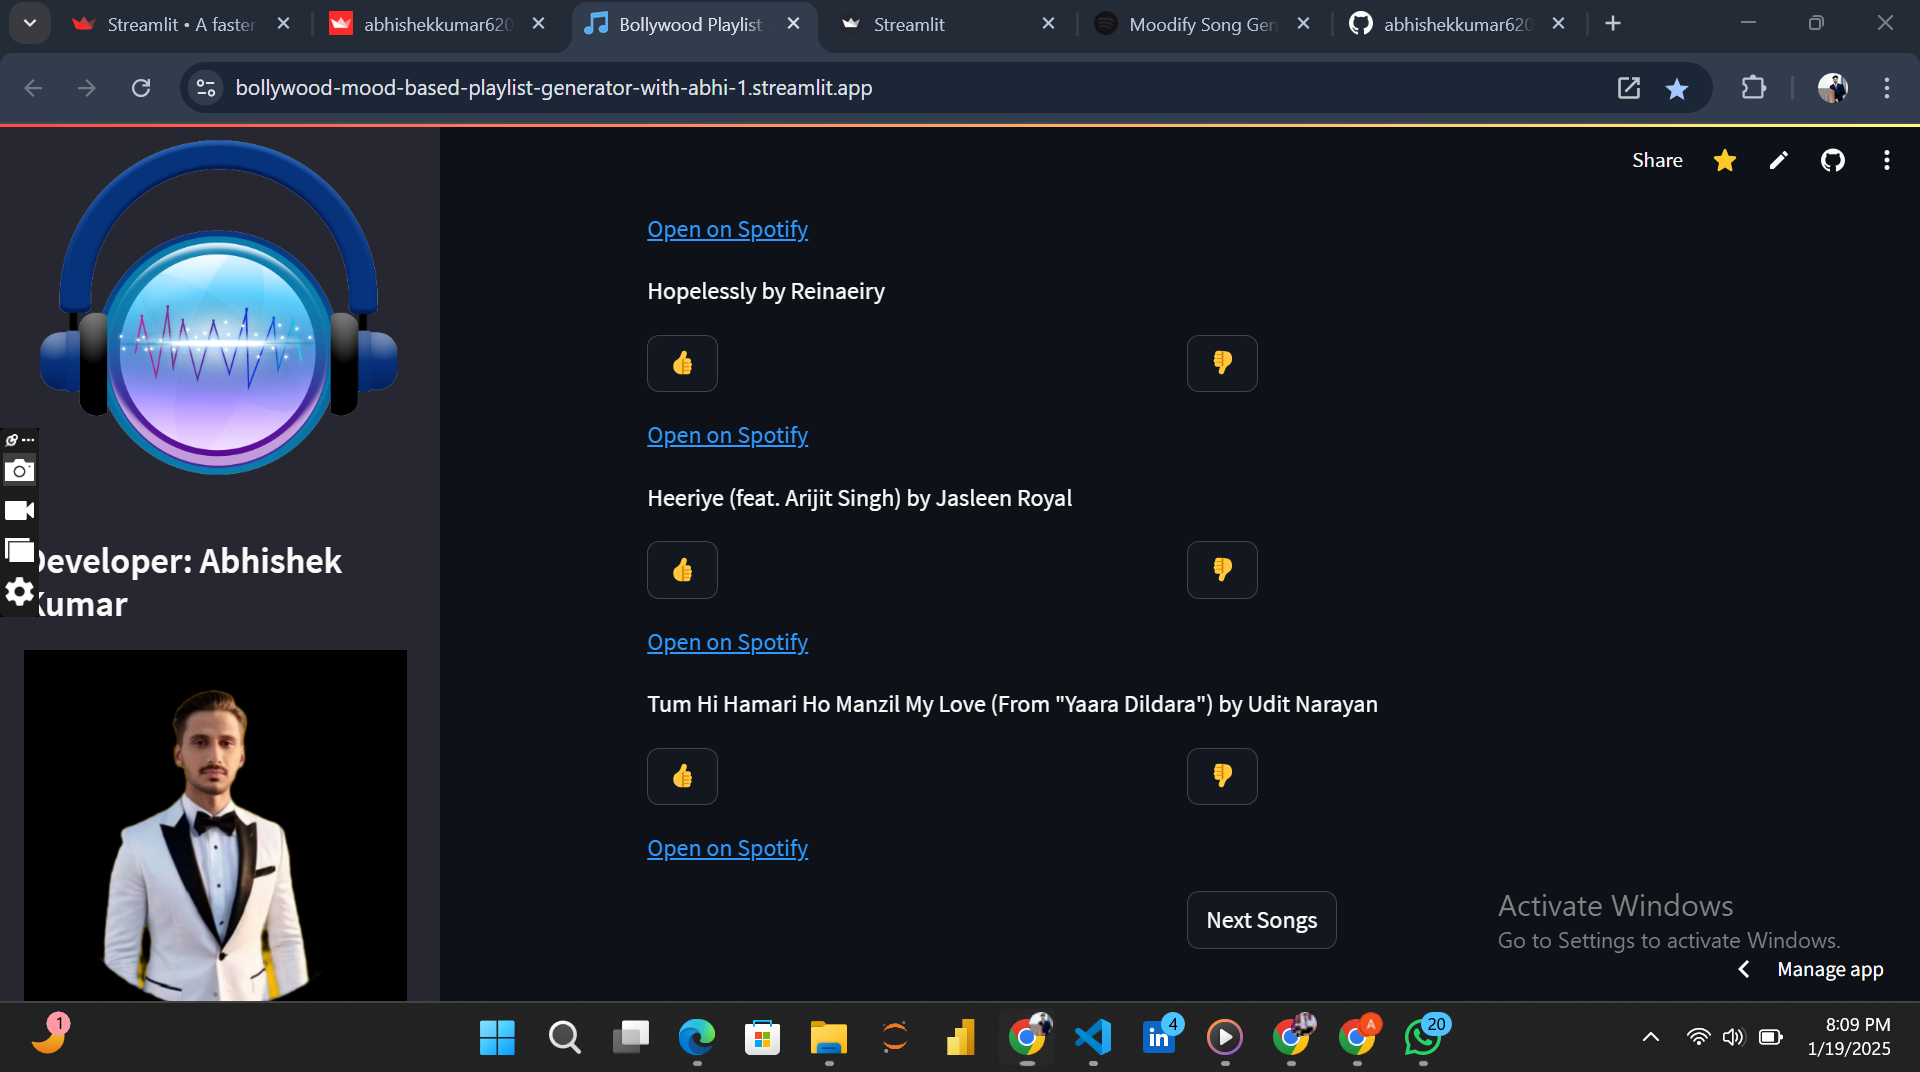 Streamlit • A faster
abhishekkumar620
Bollywood Playlist
Streamlit
Moodify Song Gen
abhishekkumar620
bollywood-mood-based-playlist-generator-with-abhi-1.streamlit.app
Share
Open on Spotify
Hopelessly by Reinaeiry
Open on Spotify
Heeriye (feat. Arijit Singh) by Jasleen Royal
Open on Spotify
Tum Hi Hamari Ho Manzil My Love (From "Yaara Dildara") by Udit Narayan
Open on Spotify
Next Songs
Developer: Abhishek
Kumar
Activate Windows
Go to Settings to activate Windows.
Manage app
1
4
A
20
8:09 PM
1/19/2025